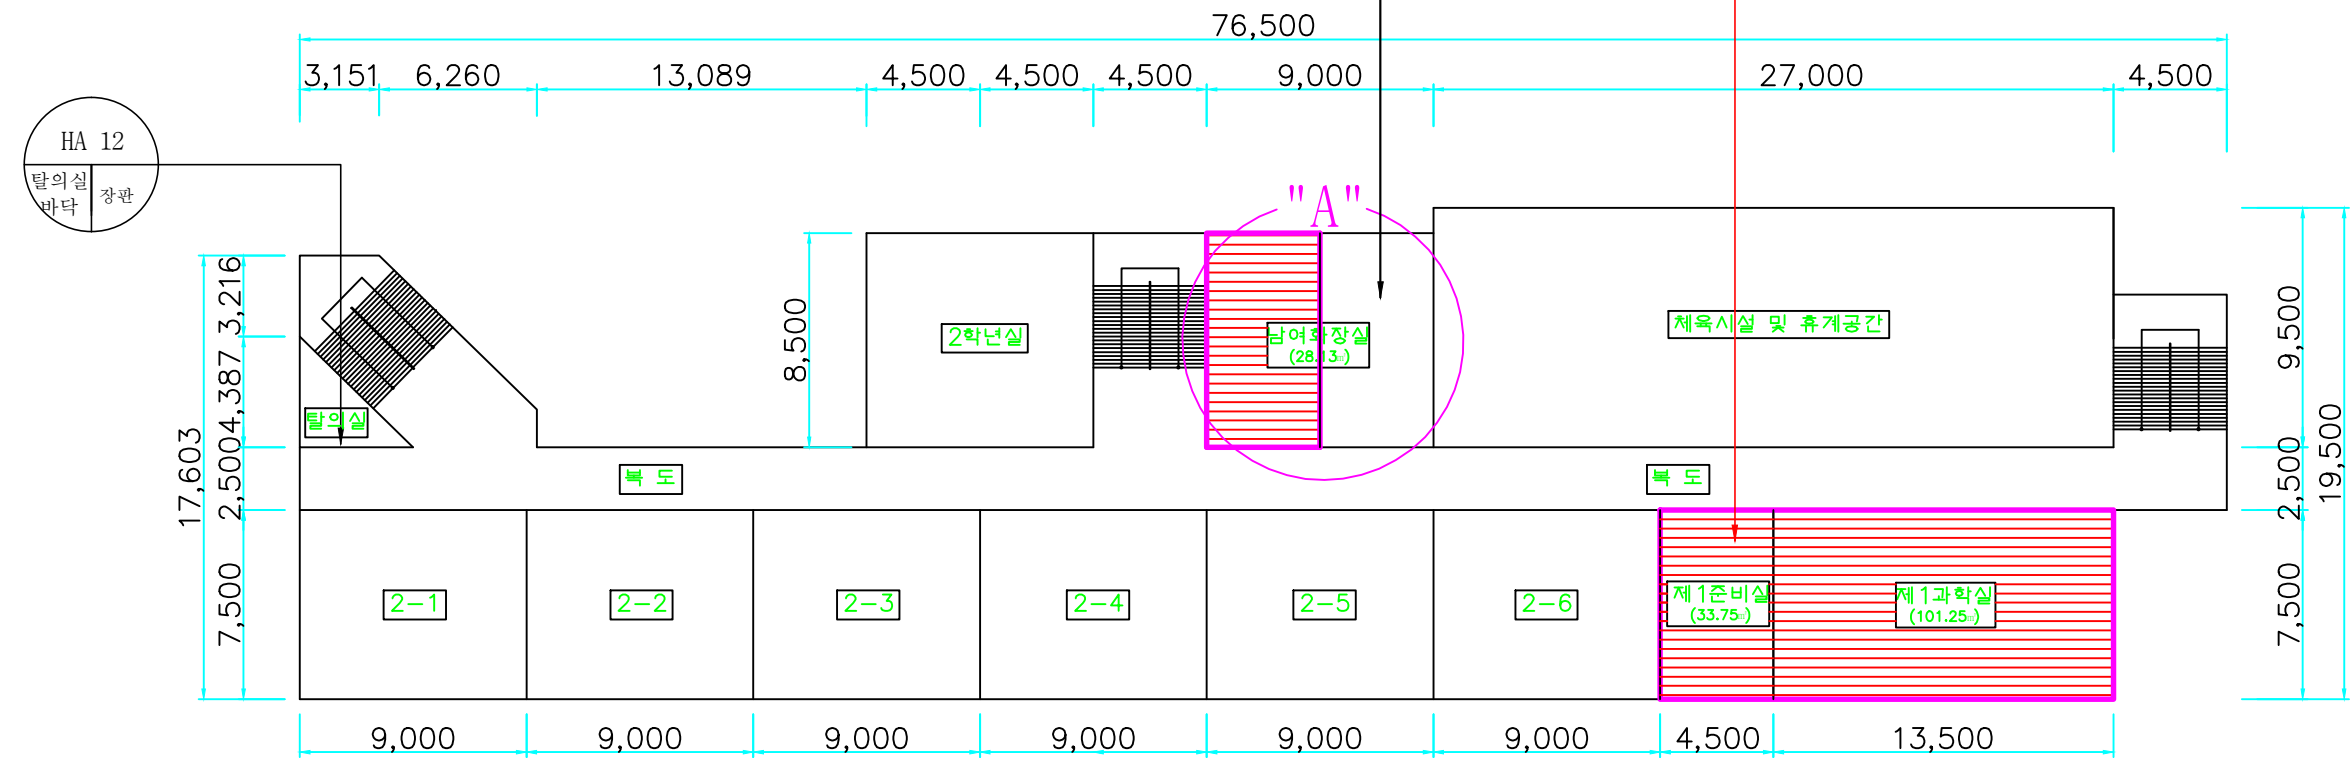 76,500
3,151 6,260 13,089 4,500 4,500 4,500 9,000 27,000 4,500
HA 12
탈의실 바닥
장판
"A"
17,603
3,216
4,387
2,500
7,500
8,500
2학년실
남여화장실
(28.13㎡)
체육시설 및 휴게공간
탈의실
복 도
복 도
9,500
2,500
7,500
19,500
2-1
2-2
2-3
2-4
2-5
2-6
제1준비실
(33.75㎡)
제1과학실
(101.25㎡)
9,000 9,000 9,000 9,000 9,000 9,000 4,500 13,500